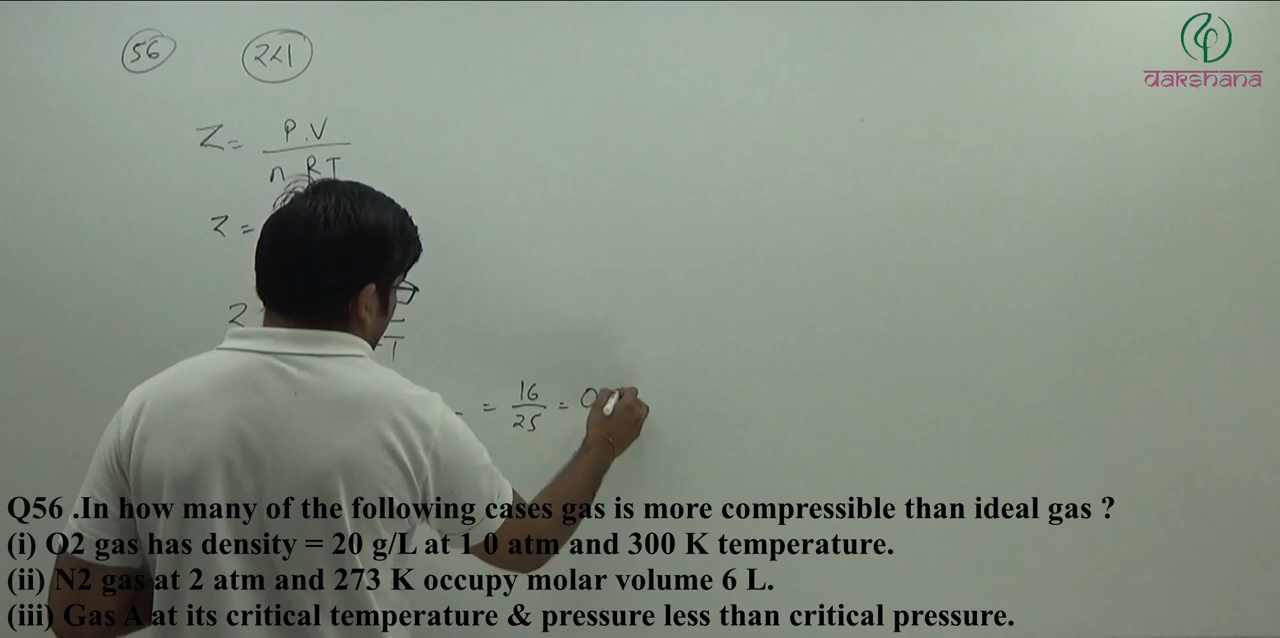 56 Z<1
dakshana
Z = P.V / n RT
Z =
Z
T
= 16/25 = 0
Q56 .In how many of the following cases gas is more compressible than ideal gas ?
(i) O2 gas has density = 20 g/L at 1 0 atm and 300 K temperature.
(ii) N2 gas at 2 atm and 273 K occupy molar volume 6 L.
(iii) Gas A at its critical temperature & pressure less than critical pressure.